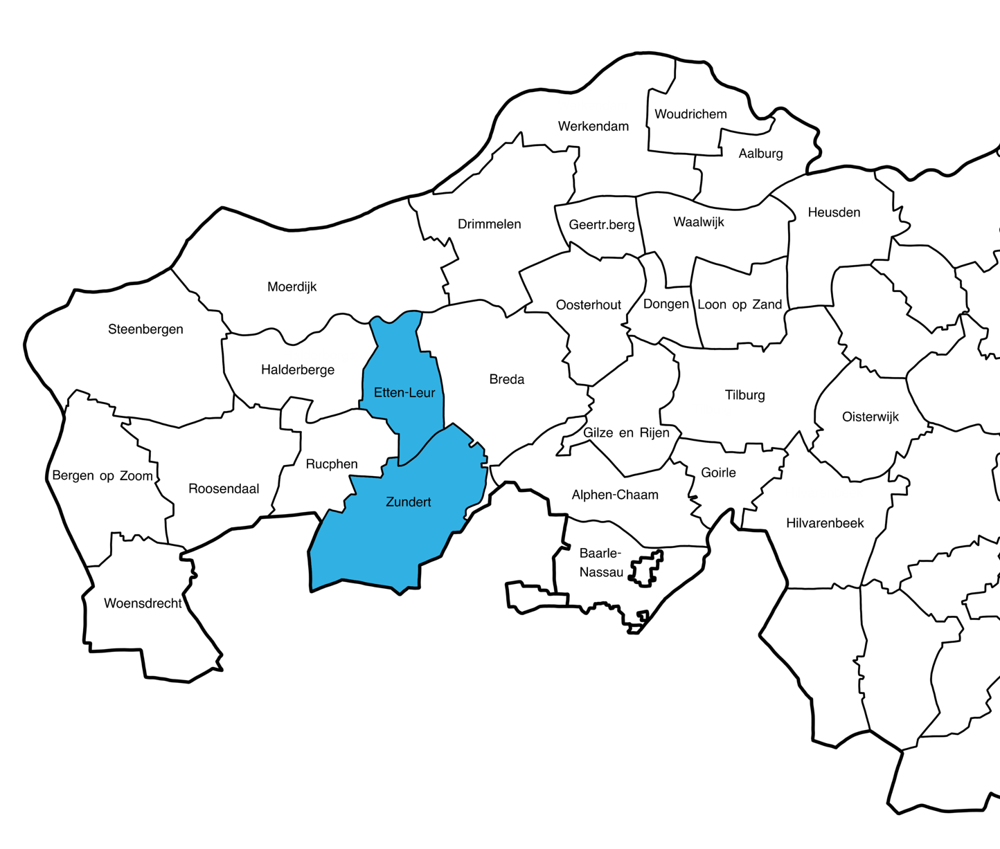 Woudrichem
Werkendam
Aalburg
Heusden
Drimmelen
Geertr.berg
Waalwijk
Moerdijk
Oosterhout
Dongen
Loon op Zand
Steenbergen
Halderberge
Breda
Etten-Leur
Tilburg
Oisterwijk
Gilze en Rijen
Rucphen
Goirle
Bergen op Zoom
Roosendaal
Alphen-Chaam
Zundert
Hilvarenbeek
Baarle-
Nassau
Woensdrecht